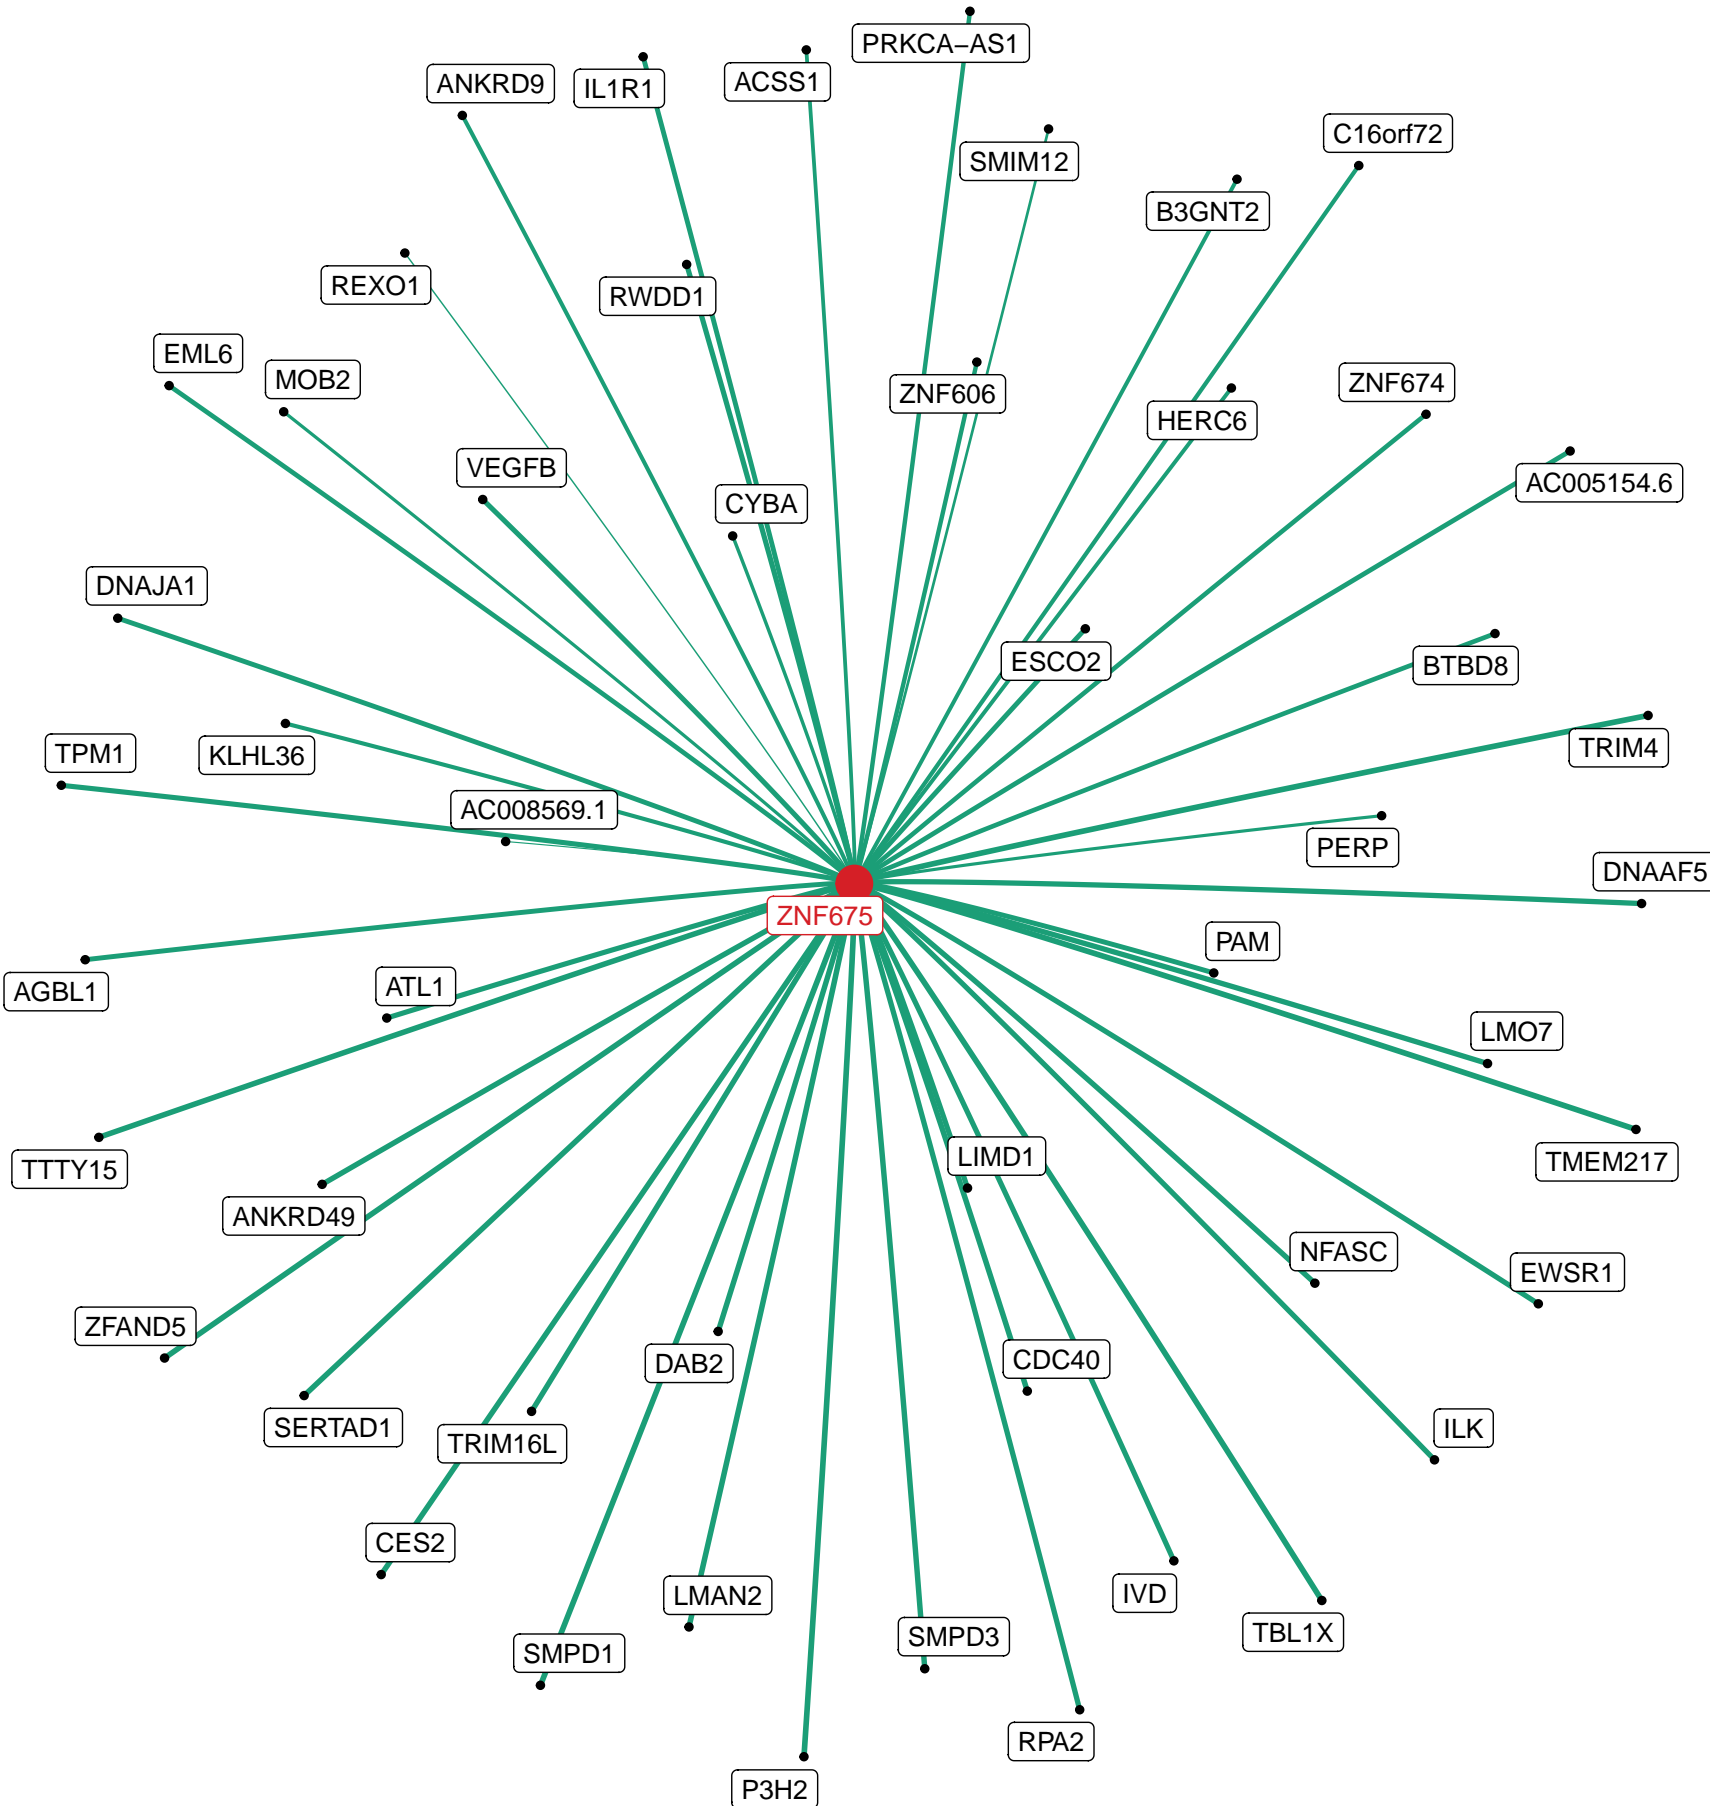 PRKCA−AS1
ANKRD9
IL1R1
ACSS1
C16orf72
SMIM12
B3GNT2
REXO1
RWDD1
EML6
MOB2
ZNF606
ZNF674
HERC6
VEGFB
CYBA
AC005154.6
DNAJA1
ESCO2
BTBD8
TPM1
KLHL36
TRIM4
AC008569.1
PERP
DNAAF5
ZNF675
PAM
AGBL1
ATL1
LMO7
TTTY15
LIMD1
TMEM217
ANKRD49
NFASC
EWSR1
ZFAND5
DAB2
CDC40
SERTAD1
TRIM16L
ILK
CES2
LMAN2
IVD
SMPD1
SMPD3
TBL1X
RPA2
P3H2